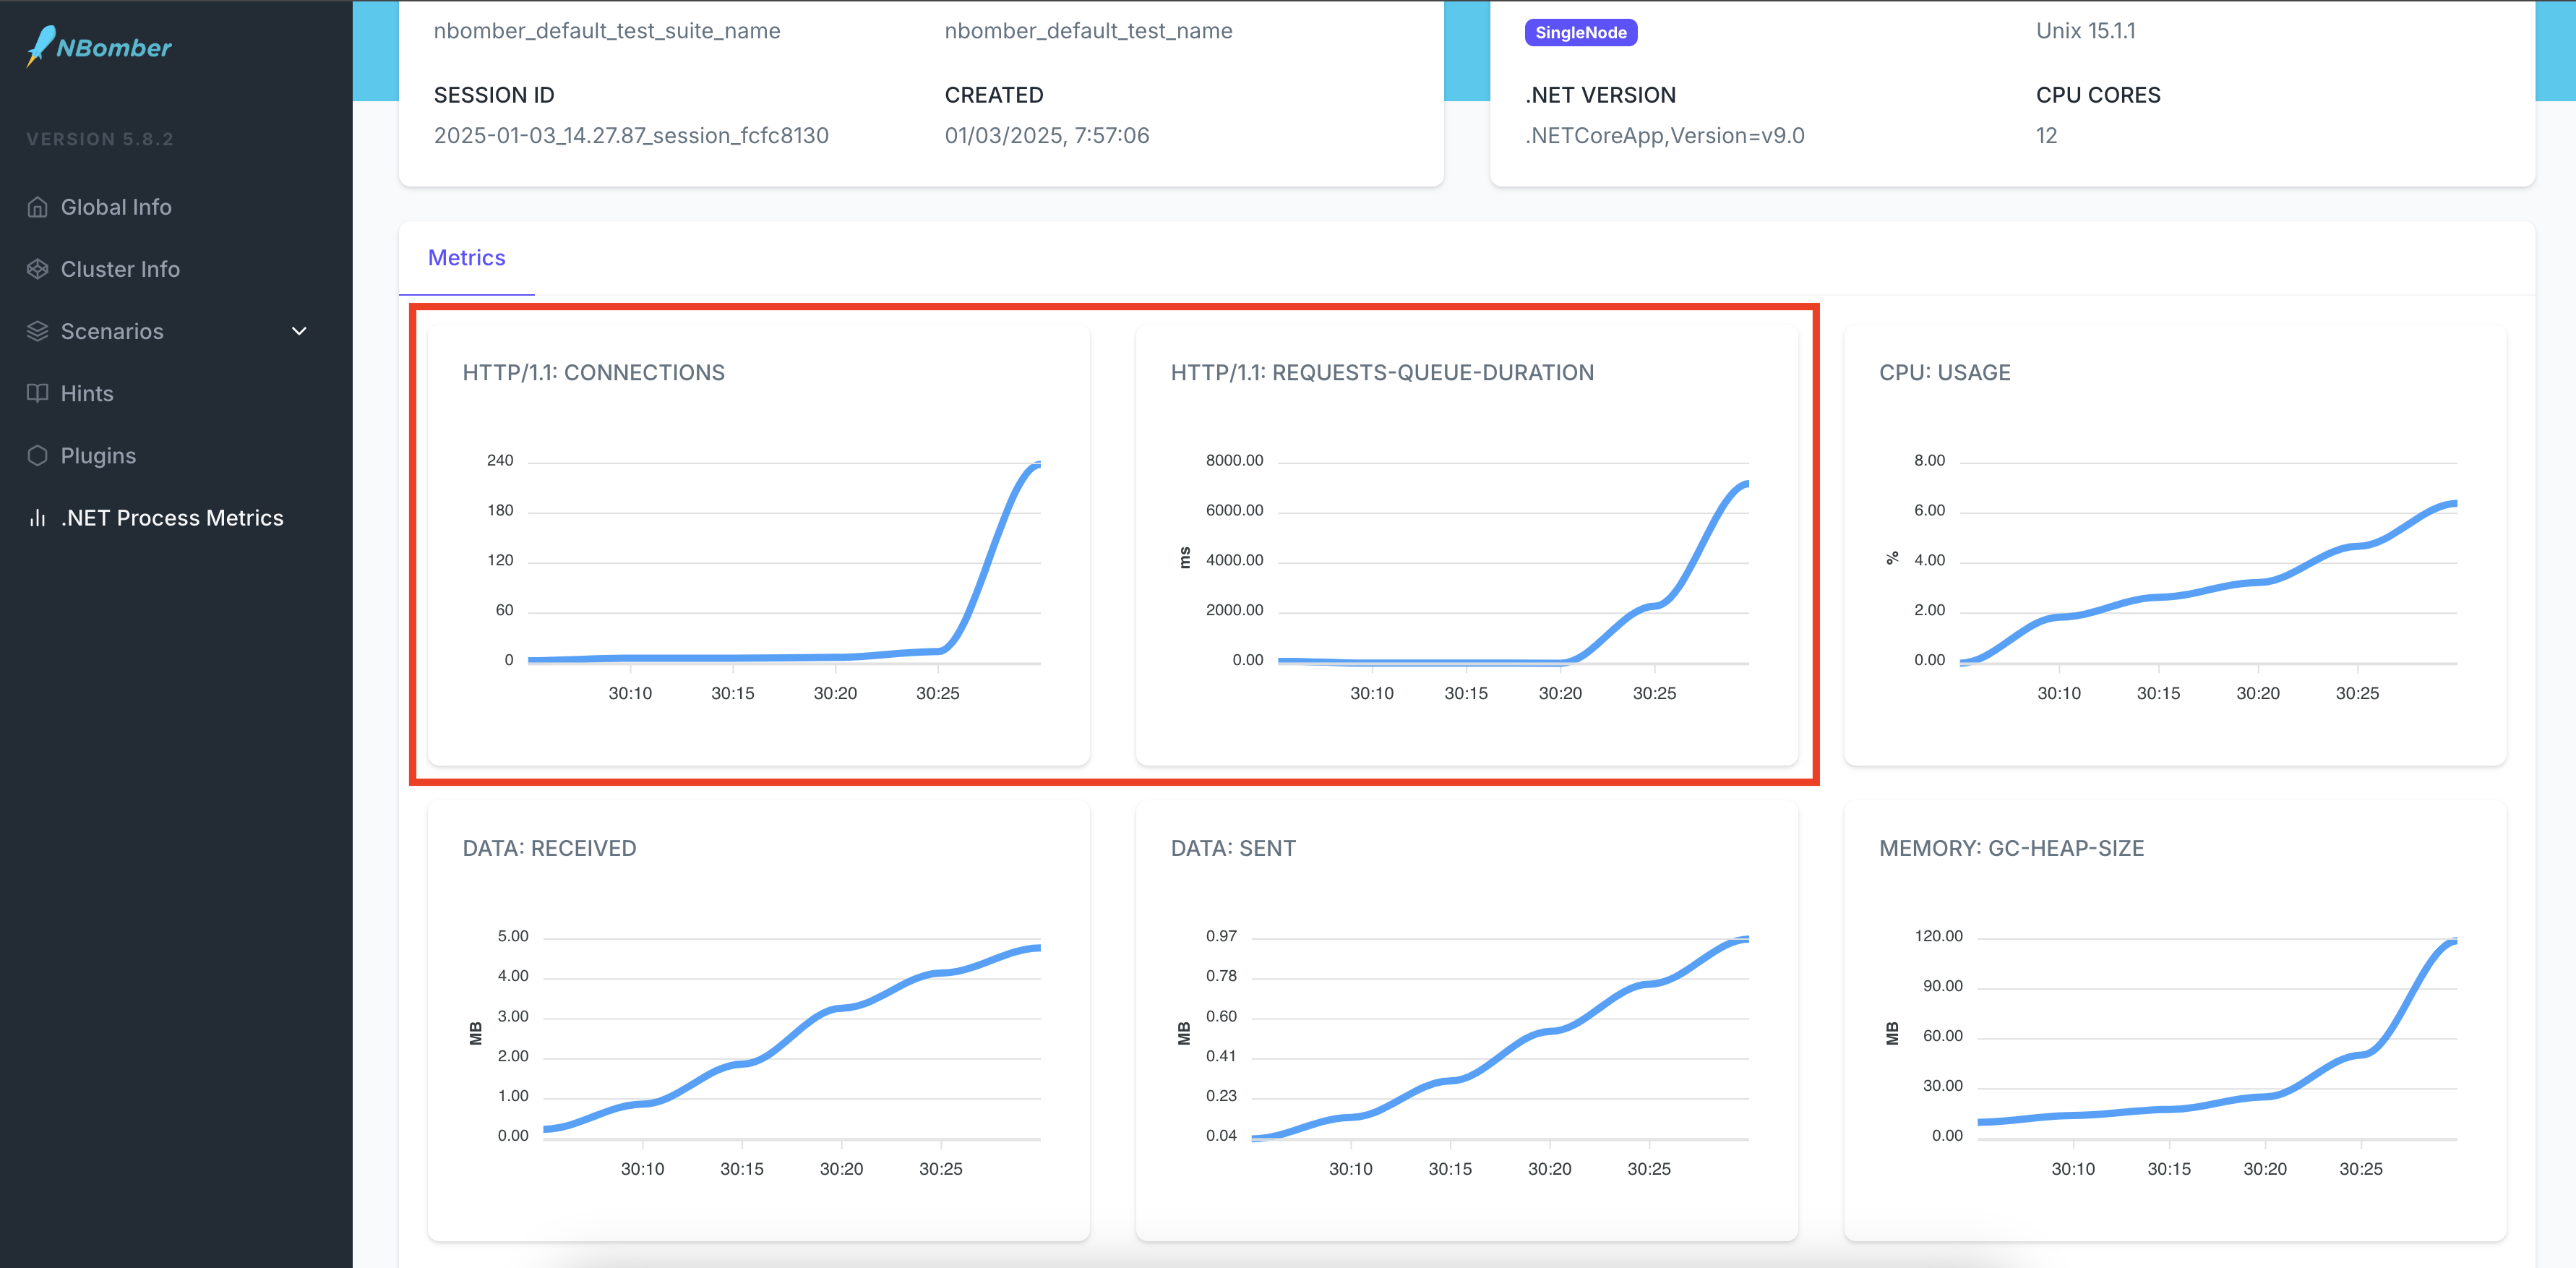 NBomber
VERSION 5.8.2
Global Info
Cluster Info
Scenarios
Hints
Plugins
.NET Process Metrics
nbomber_default_test_suite_name
nbomber_default_test_name
SESSION ID
CREATED
2025-01-03_14.27.87_session_fcfc8130
01/03/2025, 7:57:06
SingleNode
Unix 15.1.1
.NET VERSION
CPU CORES
.NETCoreApp,Version=v9.0
12
Metrics
HTTP/1.1: CONNECTIONS
240
180
120
60
0
30:10 30:15 30:20 30:25
HTTP/1.1: REQUESTS-QUEUE-DURATION
ms
8000.00
6000.00
4000.00
2000.00
0.00
30:10 30:15 30:20 30:25
CPU: USAGE
%
8.00
6.00
4.00
2.00
0.00
30:10 30:15 30:20 30:25
DATA: RECEIVED
MB
5.00
4.00
3.00
2.00
1.00
0.00
30:10 30:15 30:20 30:25
DATA: SENT
MB
0.97
0.78
0.60
0.41
0.23
0.04
30:10 30:15 30:20 30:25
MEMORY: GC-HEAP-SIZE
MB
120.00
90.00
60.00
30.00
0.00
30:10 30:15 30:20 30:25